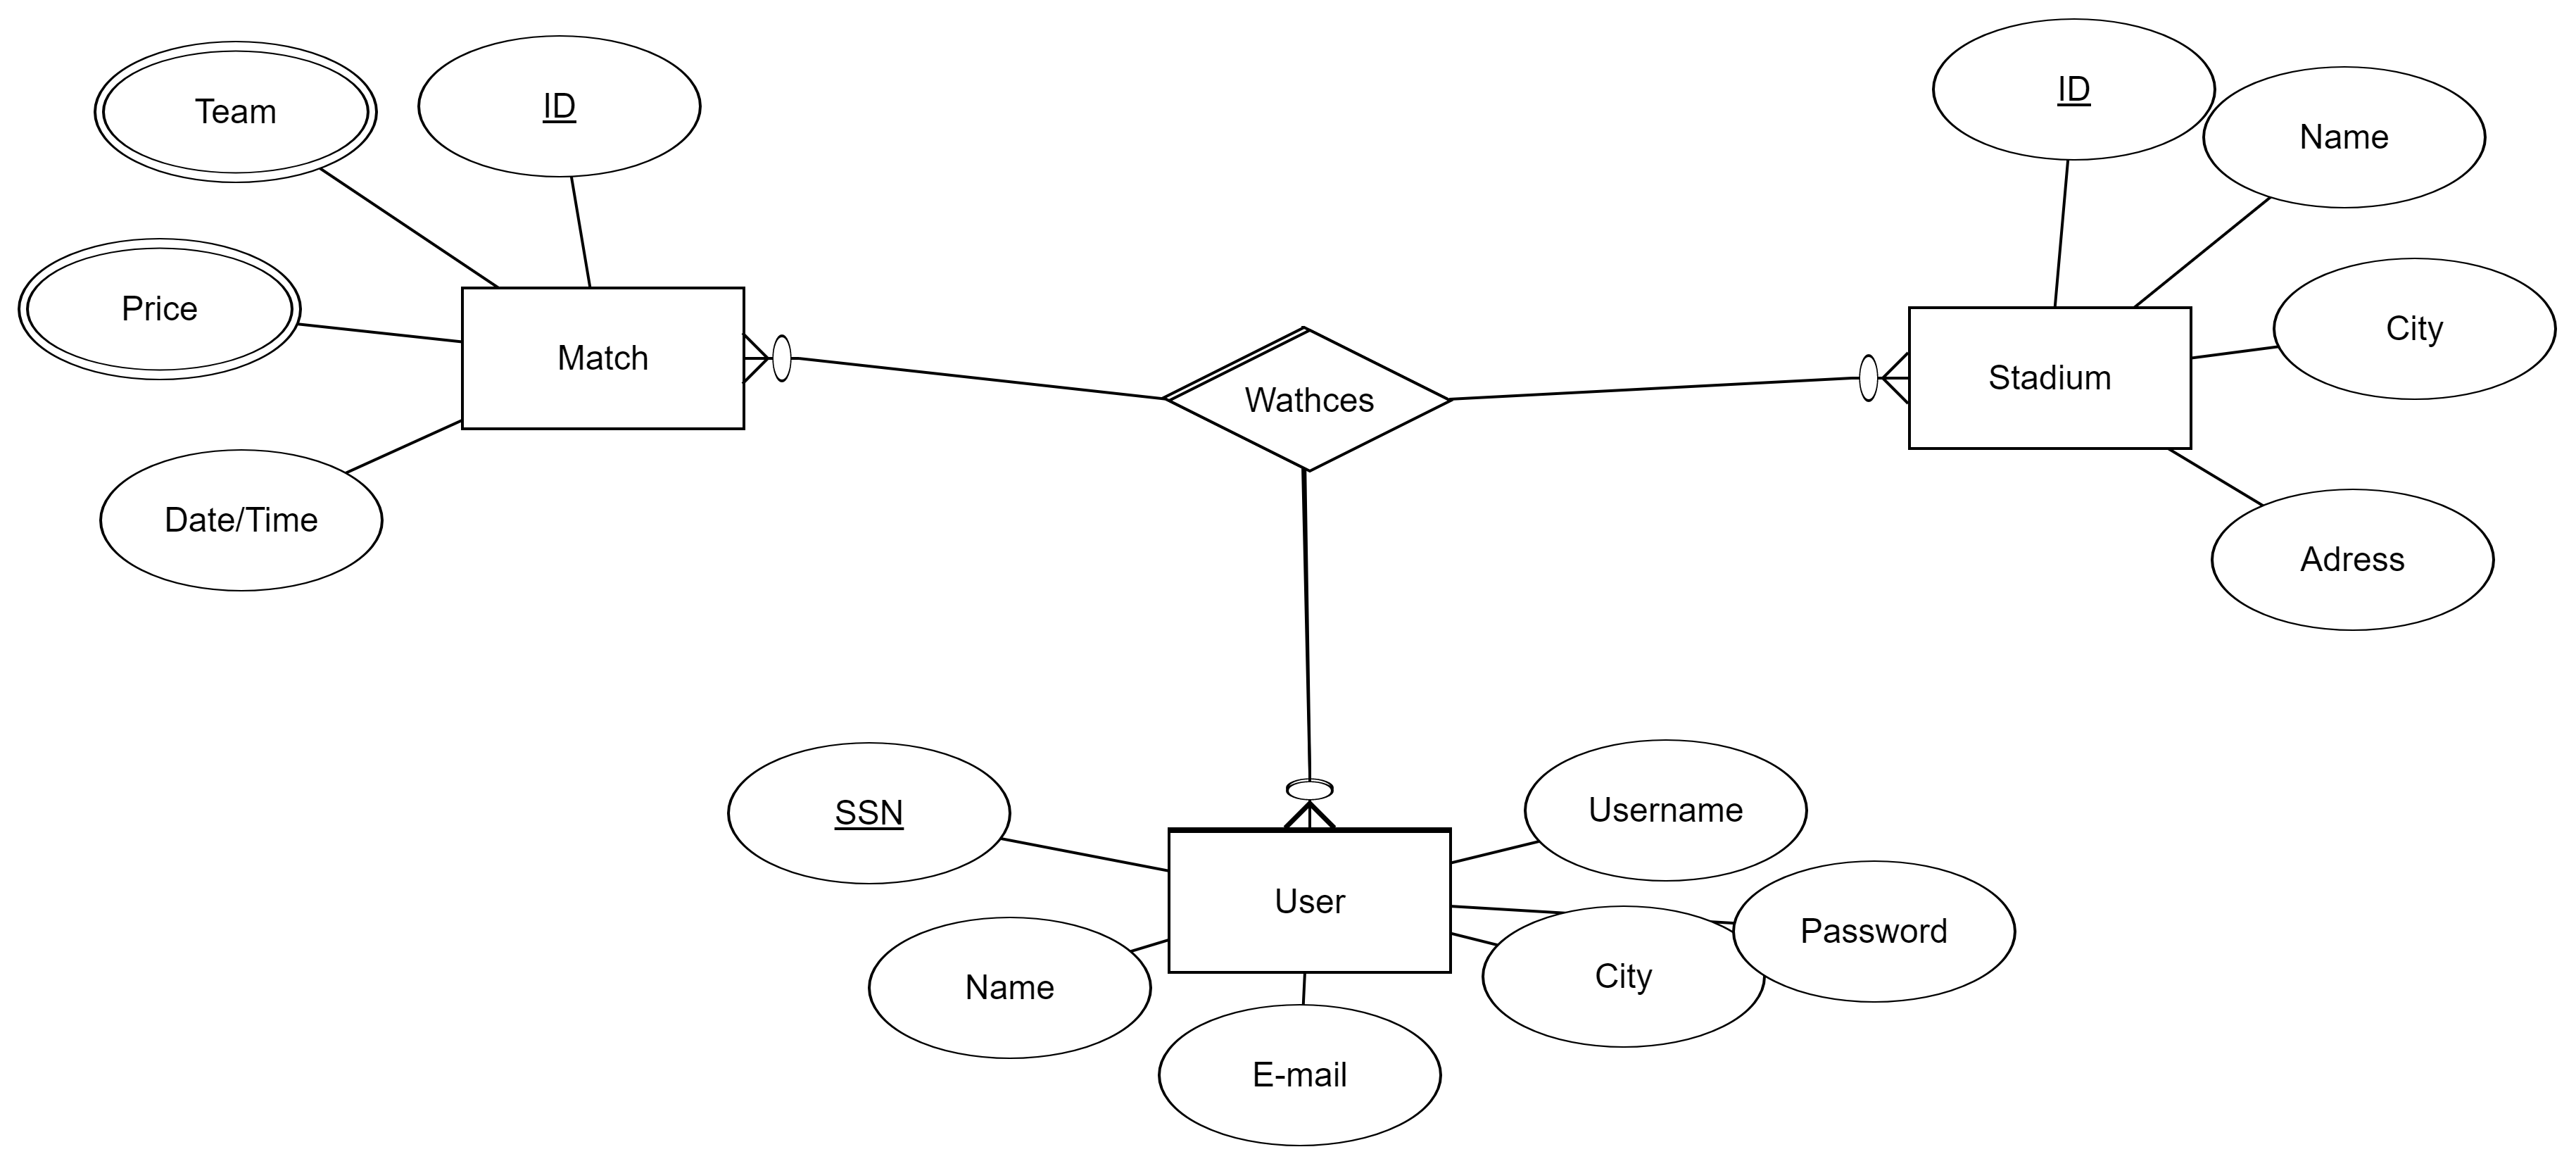 Team
ID
Price
Match
Date/Time
Wathces
ID
Name
City
Stadium
Adress
SSN
Username
User
Password
Name
City
E-mail